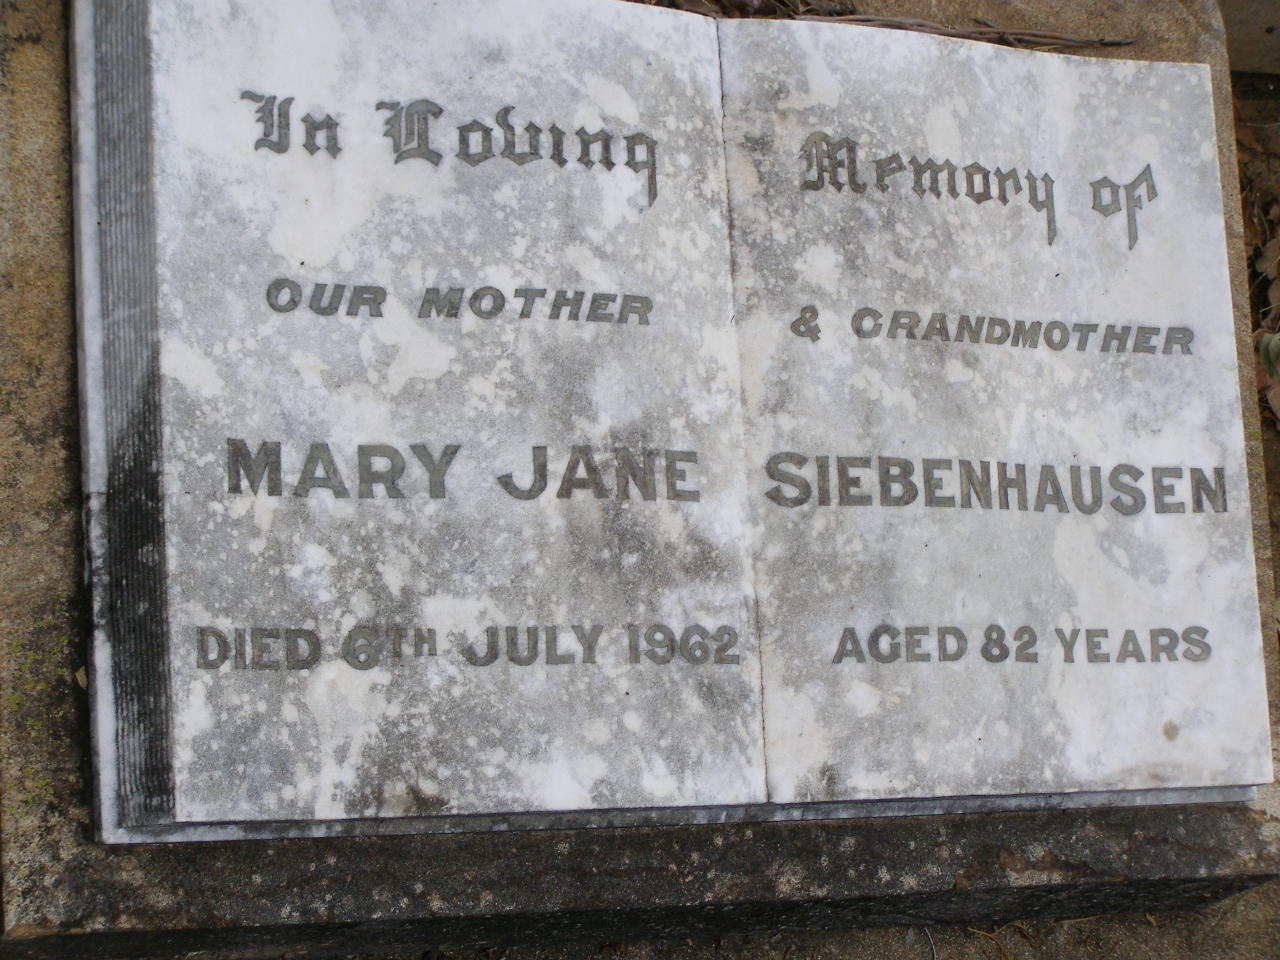 In Loving Memory of
OUR MOTHER & GRANDMOTHER
MARY JANE SIEBENHAUSEN
DIED 6TH JULY 1962 AGED 82 YEARS